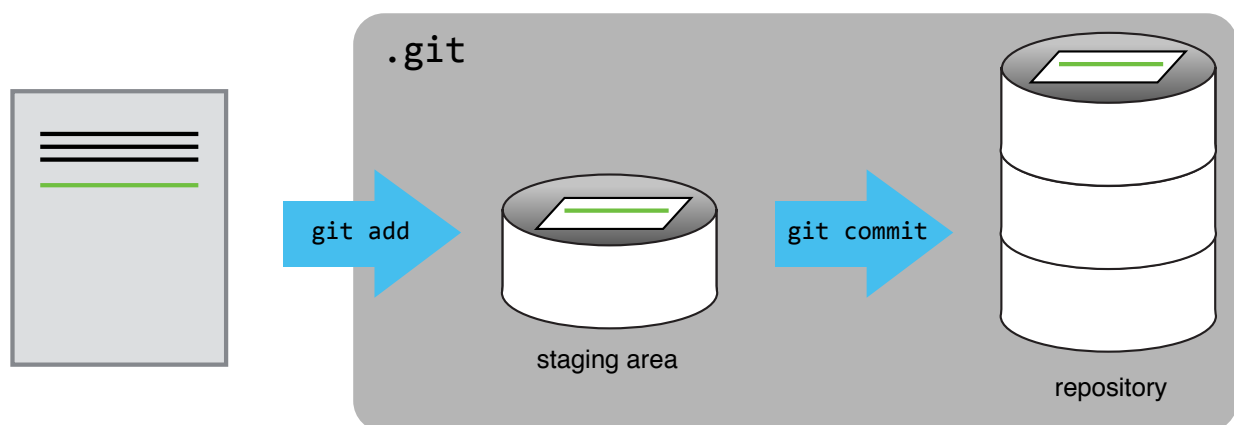 .git
git add
git commit
staging area
repository